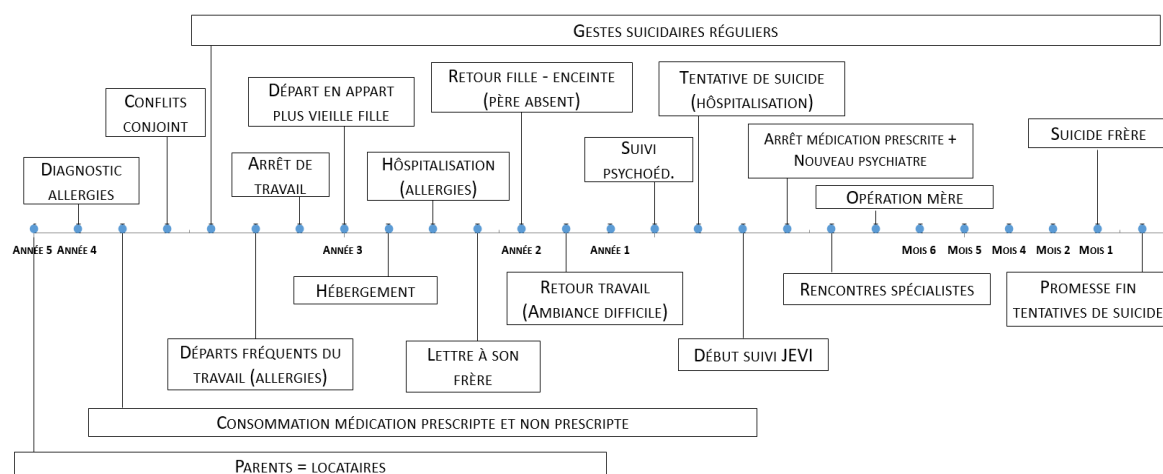 GESTES SUICIDAIRES RÉGULIERS
RETOUR FILLE - ENCEINTE
(PÈRE ABSENT)
TENTATIVE DE SUICIDE
(HÔSPITALISATION)
DÉPART EN APPART
PLUS VIEILLE FILLE
CONFLITS
CONJOINT
ARRÊT MÉDICATION PRESCRITE +
NOUVEAU PSYCHIATRE
SUICIDE FRÈRE
SUIVI
PSYCHOÉD.
DIAGNOSTIC
ALLERGIES
ARRÊT DE
TRAVAIL
HÔSPITALISATION
(ALLERGIES)
OPÉRATION MÈRE
ANNÉE 5 ANNÉE 4 ANNÉE 3 ANNÉE 2 ANNÉE 1 MOIS 6 MOIS 5 MOIS 4 MOIS 2 MOIS 1
HÉBERGEMENT
RETOUR TRAVAIL
(AMBIANCE DIFFICILE)
RENCONTRES SPÉCIALISTES
PROMESSE FIN
TENTATIVES DE SUICIDE
DÉPARTS FRÉQUENTS DU
TRAVAIL (ALLERGIES)
LETTRE À SON
FRÈRE
DÉBUT SUIVI JEVI
CONSOMMATION MÉDICATION PRESCRIPTE ET NON PRESCRIPTE
PARENTS = LOCATAIRES